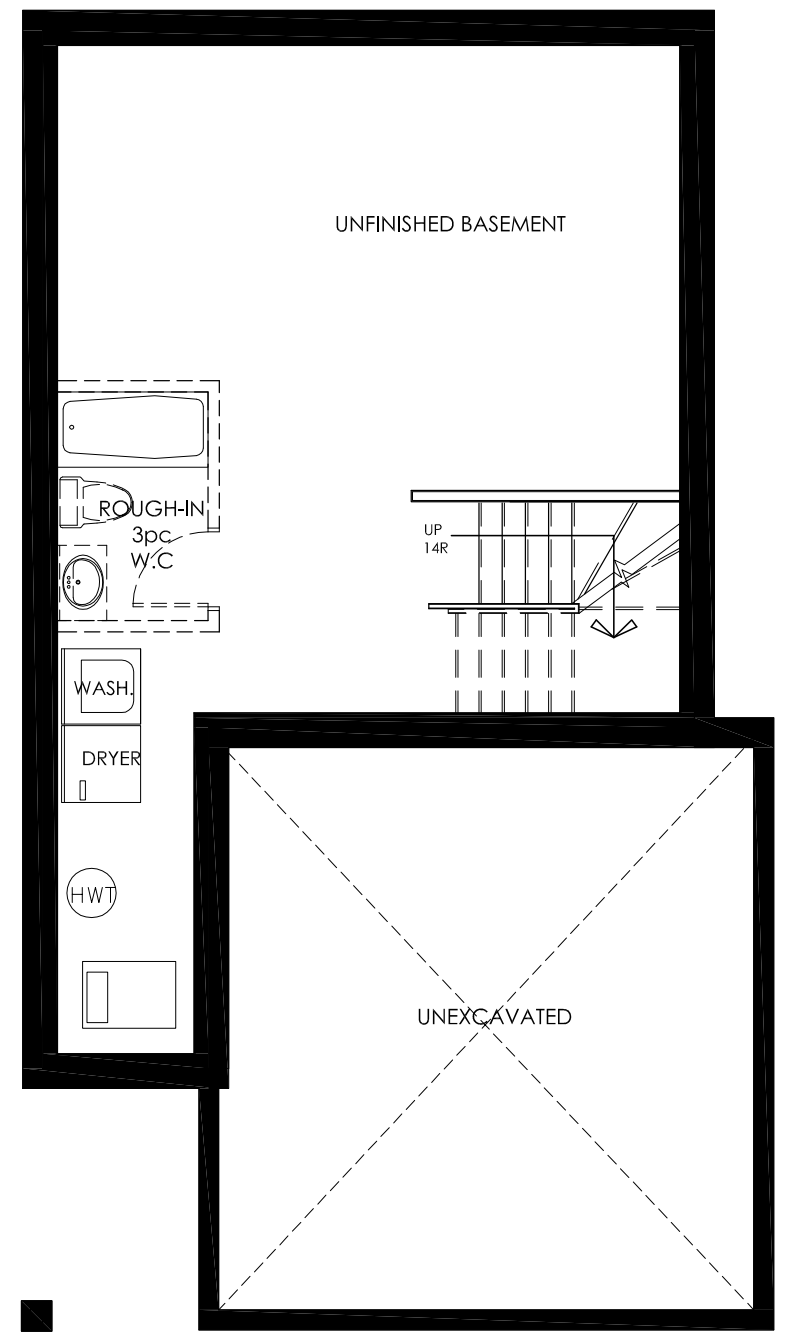 UNFINISHED BASEMENT
ROUGH-IN
3pc
W.C
UP
14R
WASH.
DRYER
HWT
UNEXCAVATED